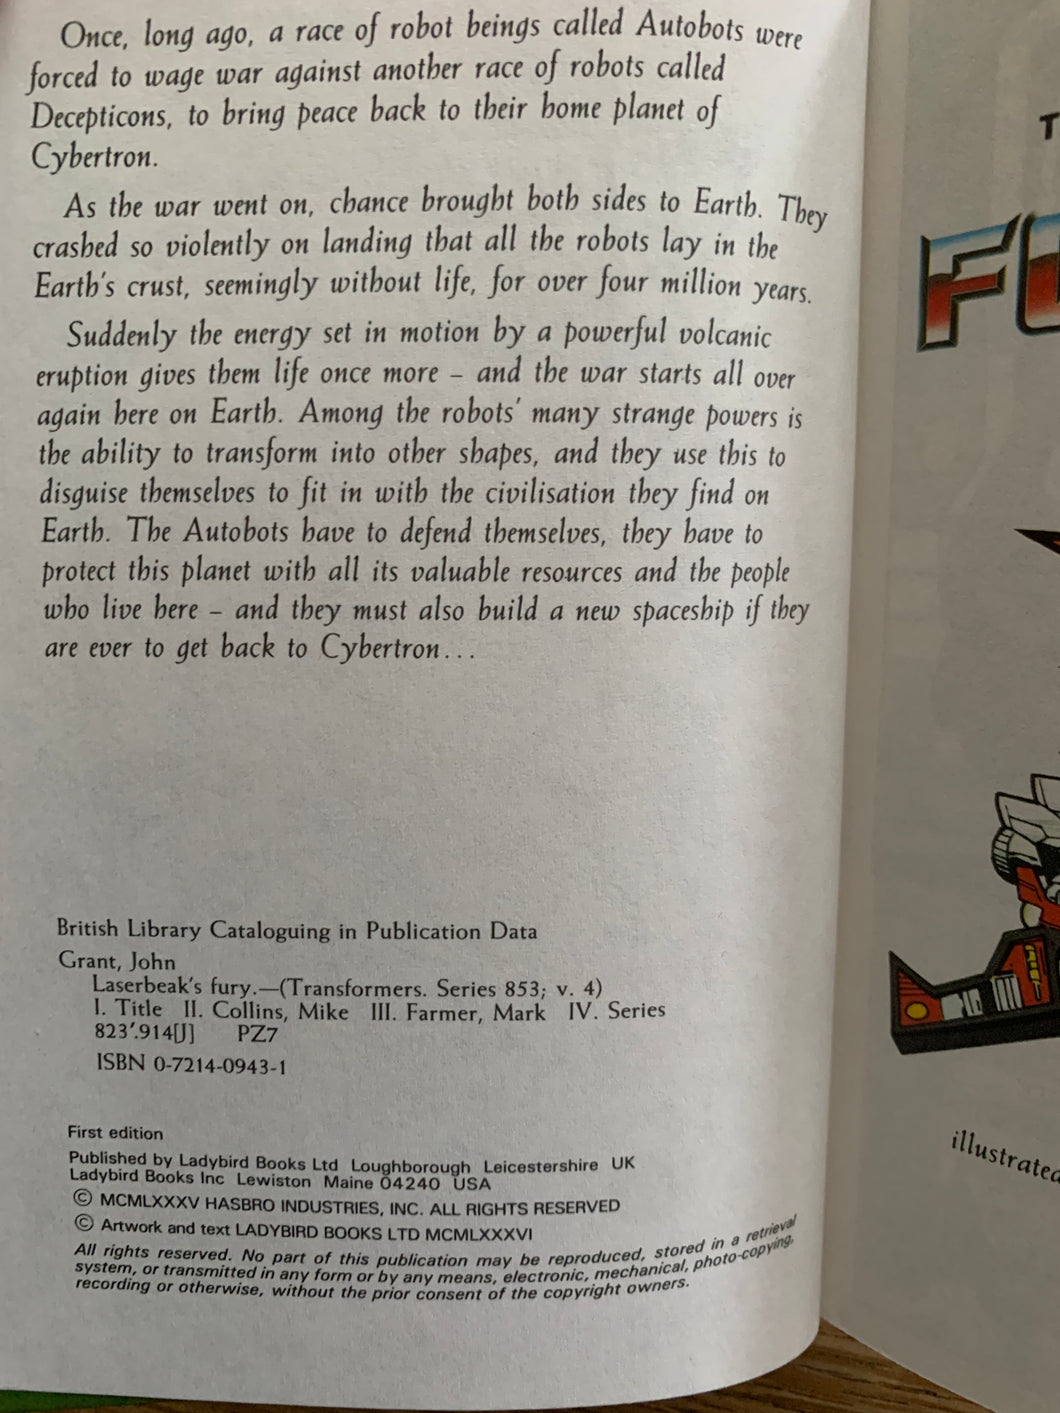 Once, long ago, a race of robot beings called Autobots were
forced to wage war against another race of robots called
Decepticons, to bring peace back to their home planet of
Cybertron.
As the war went on, chance brought both sides to Earth. They
crashed so violently on landing that all the robots lay in the
Earth's crust, seemingly without life, for over four million years.
Suddenly the energy set in motion by a powerful volcanic
eruption gives them life once more – and the war starts all over
again here on Earth. Among the robots' many strange powers is
the ability to transform into other shapes, and they use this to
disguise themselves to fit in with the civilisation they find on
Earth. The Autobots have to defend themselves, they have to
protect this planet with all its valuable resources and the people
who live here – and they must also build a new spaceship if they
are ever to get back to Cybertron...
British Library Cataloguing in Publication Data
Grant, John
Laserbeak's fury.—(Transformers. Series 853; v. 4)
I. Title II. Collins, Mike III. Farmer, Mark IV. Series
823'.914[J] PZ7
ISBN 0-7214-0943-1
First edition
Published by Ladybird Books Ltd Loughborough Leicestershire UK
Ladybird Books Inc Lewiston Maine 04240 USA
© MCMLXXXV HASBRO INDUSTRIES, INC. ALL RIGHTS RESERVED
© Artwork and text LADYBIRD BOOKS LTD MCMLXXXVI
All rights reserved. No part of this publication may be reproduced, stored in a retrieval
system, or transmitted in any form or by any means, electronic, mechanical, photo-copying,
recording or otherwise, without the prior consent of the copyright owners.
T
FO
illustrated